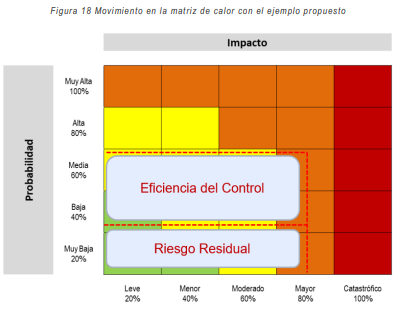 Figura 18 Movimiento en la matriz de calor con el ejemplo propuesto
Impacto
Probabilidad
Muy Alta
100%
Alta
80%
Media
60%
Baja
40%
Muy Baja
20%
Eficiencia del Control
Riesgo Residual
Leve
20%
Menor
40%
Moderado
60%
Mayor
80%
Catastrófico
100%